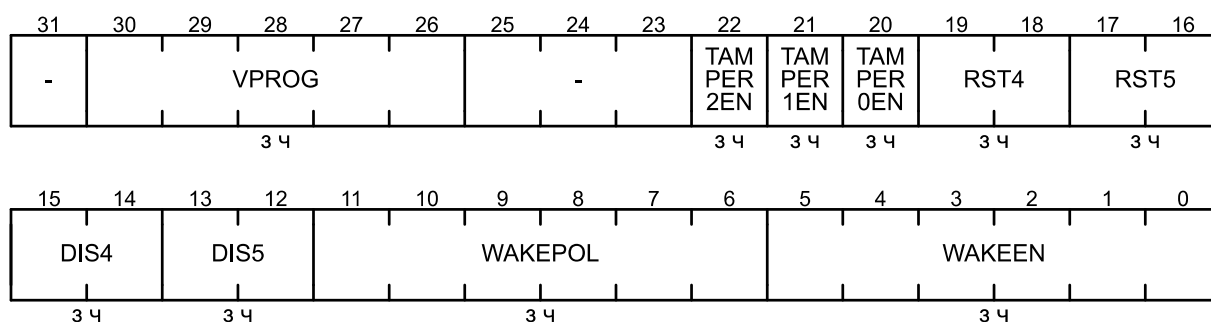 31 30 29 28 27 26 25 24 23 22 21 20 19 18 17 16
- VPROG - TAM PER 2EN TAM PER 1EN TAM PER 0EN RST4 RST5
З Ч З Ч З Ч З Ч З Ч З Ч
15 14 13 12 11 10 9 8 7 6 5 4 3 2 1 0
DIS4 DIS5 WAKEPOL WAKEEN
З Ч З Ч З Ч З Ч